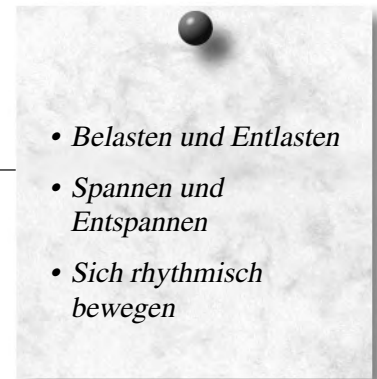 • Belasten und Entlasten
• Spannen und
Entspannen
• Sich rhythmisch
bewegen